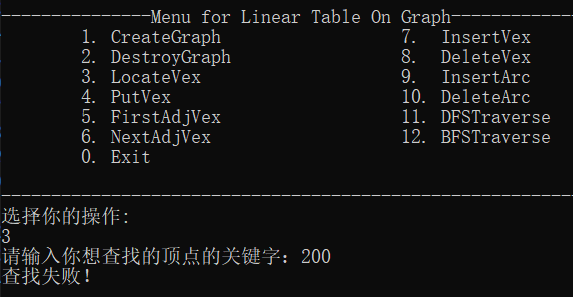 ---------------Menu for Linear Table On Graph-------------
1. CreateGraph 7. InsertVex
2. DestroyGraph 8. DeleteVex
3. LocateVex 9. InsertArc
4. PutVex 10. DeleteArc
5. FirstAdjVex 11. DFSTraverse
6. NextAdjVex 12. BFSTraverse
0. Exit
---------------------------------------------------------
选择你的操作:
3
请输入你想查找的顶点的关键字：200
查找失败！